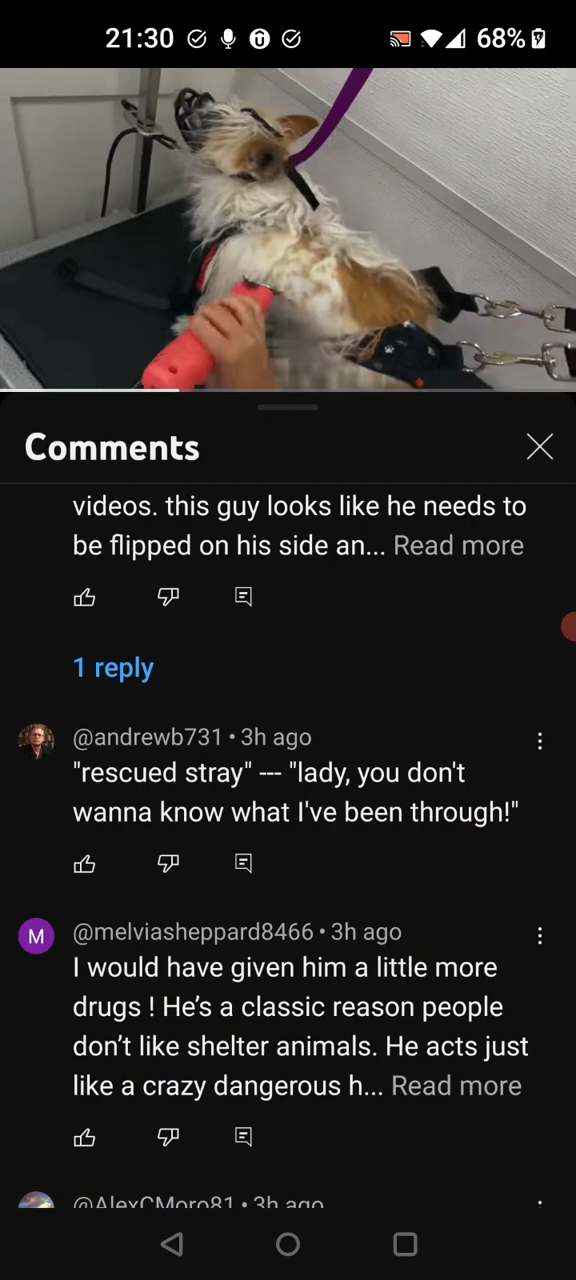 21:30
68%
Comments
videos. this guy looks like he needs to
be flipped on his side an... Read more
1 reply
@andrewb731 • 3h ago
"rescued stray" --- "lady, you don't
wanna know what I've been through!"
M
@melviasheppard8466 • 3h ago
I would have given him a little more
drugs ! He’s a classic reason people
don’t like shelter animals. He acts just
like a crazy dangerous h... Read more
@AlexCMoro81 • 3h ago